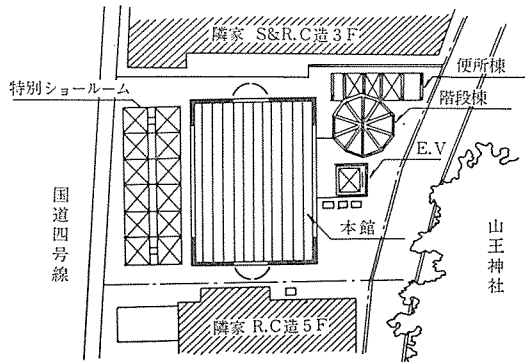 隣家 S&R.C造3F
便所棟
特別ショールーム
階段棟
E.V
国道四号線
本館
山王神社
隣家 R.C造5F